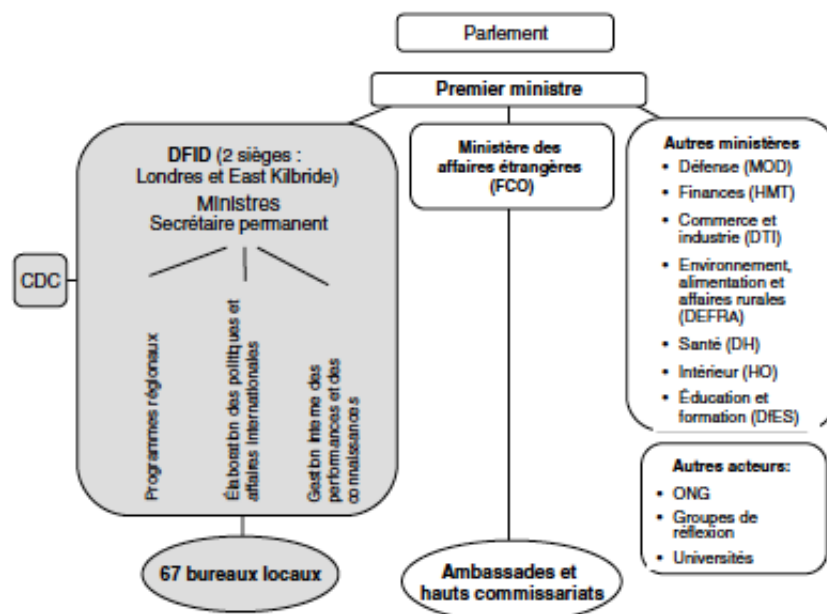 Parlement
Premier ministre
DFID (2 sièges :
Londres et East Kilbride)
Ministres
Secrétaire permanent
CDC
Programmes régionaux
Élaboration des politiques et
affaires internationales
Gestion interne des
performances et des
connaissances
67 bureaux locaux
Ministère des
affaires étrangères
(FCO)
Ambassades et
hauts commissariats
Autres ministères
• Défense (MOD)
• Finances (HMT)
• Commerce et
industrie (DTI)
• Environnement,
alimentation et
affaires rurales
(DEFRA)
• Santé (DH)
• Intérieur (HO)
• Éducation et
formation (DfES)
Autres acteurs:
• ONG
• Groupes de
réflexion
• Universités